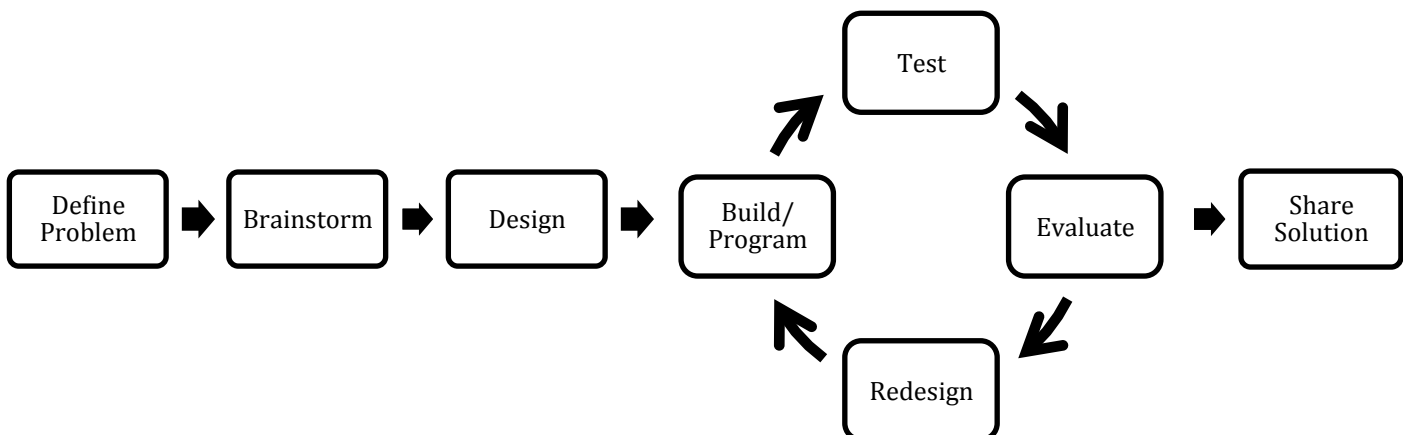 Define
Problem
Brainstorm
Design
Build/
Program
Test
Evaluate
Redesign
Share
Solution